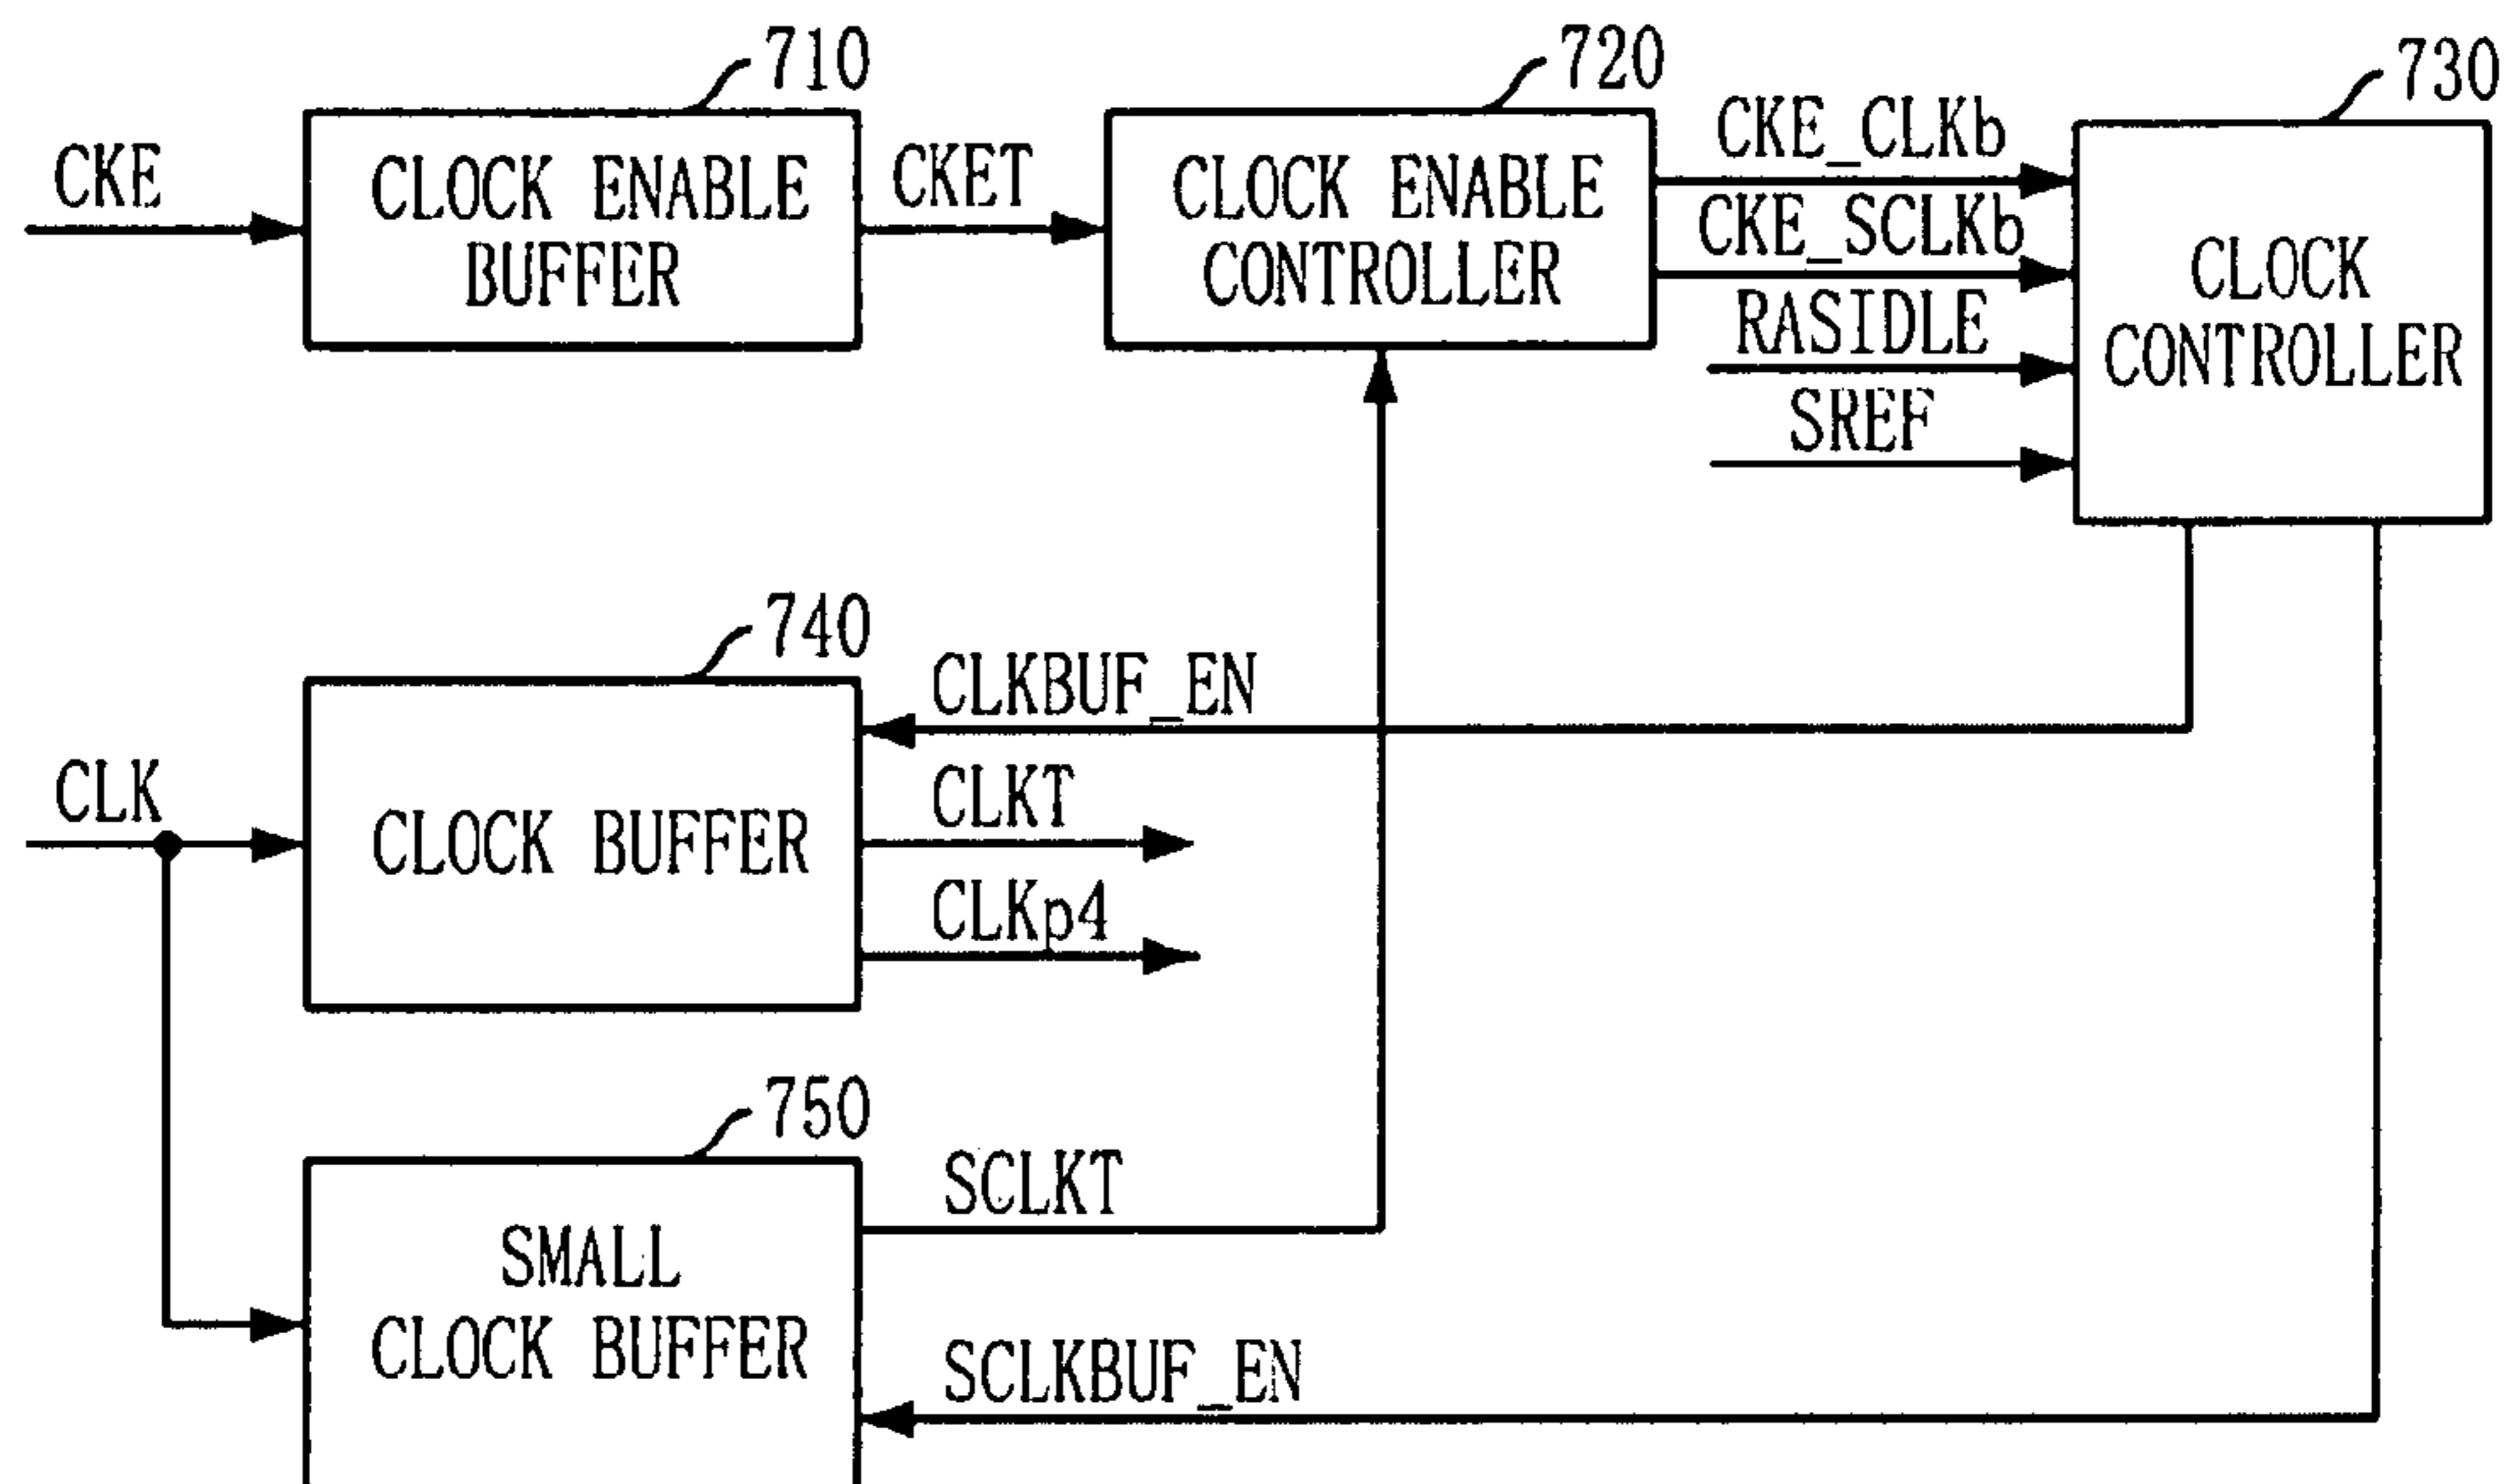 710
720
730
CKE
CLOCK ENABLE
BUFFER
CKET
CLOCK ENABLE
CONTROLLER
CKE_CLKb
CKE_SCLKb
RASIDLE
SREF
CLOCK
CONTROLLER
740
CLK
CLOCK BUFFER
CLKBUF_EN
CLKT
CLKp4
750
SMALL
CLOCK BUFFER
SCLKT
SCLKBUF_EN